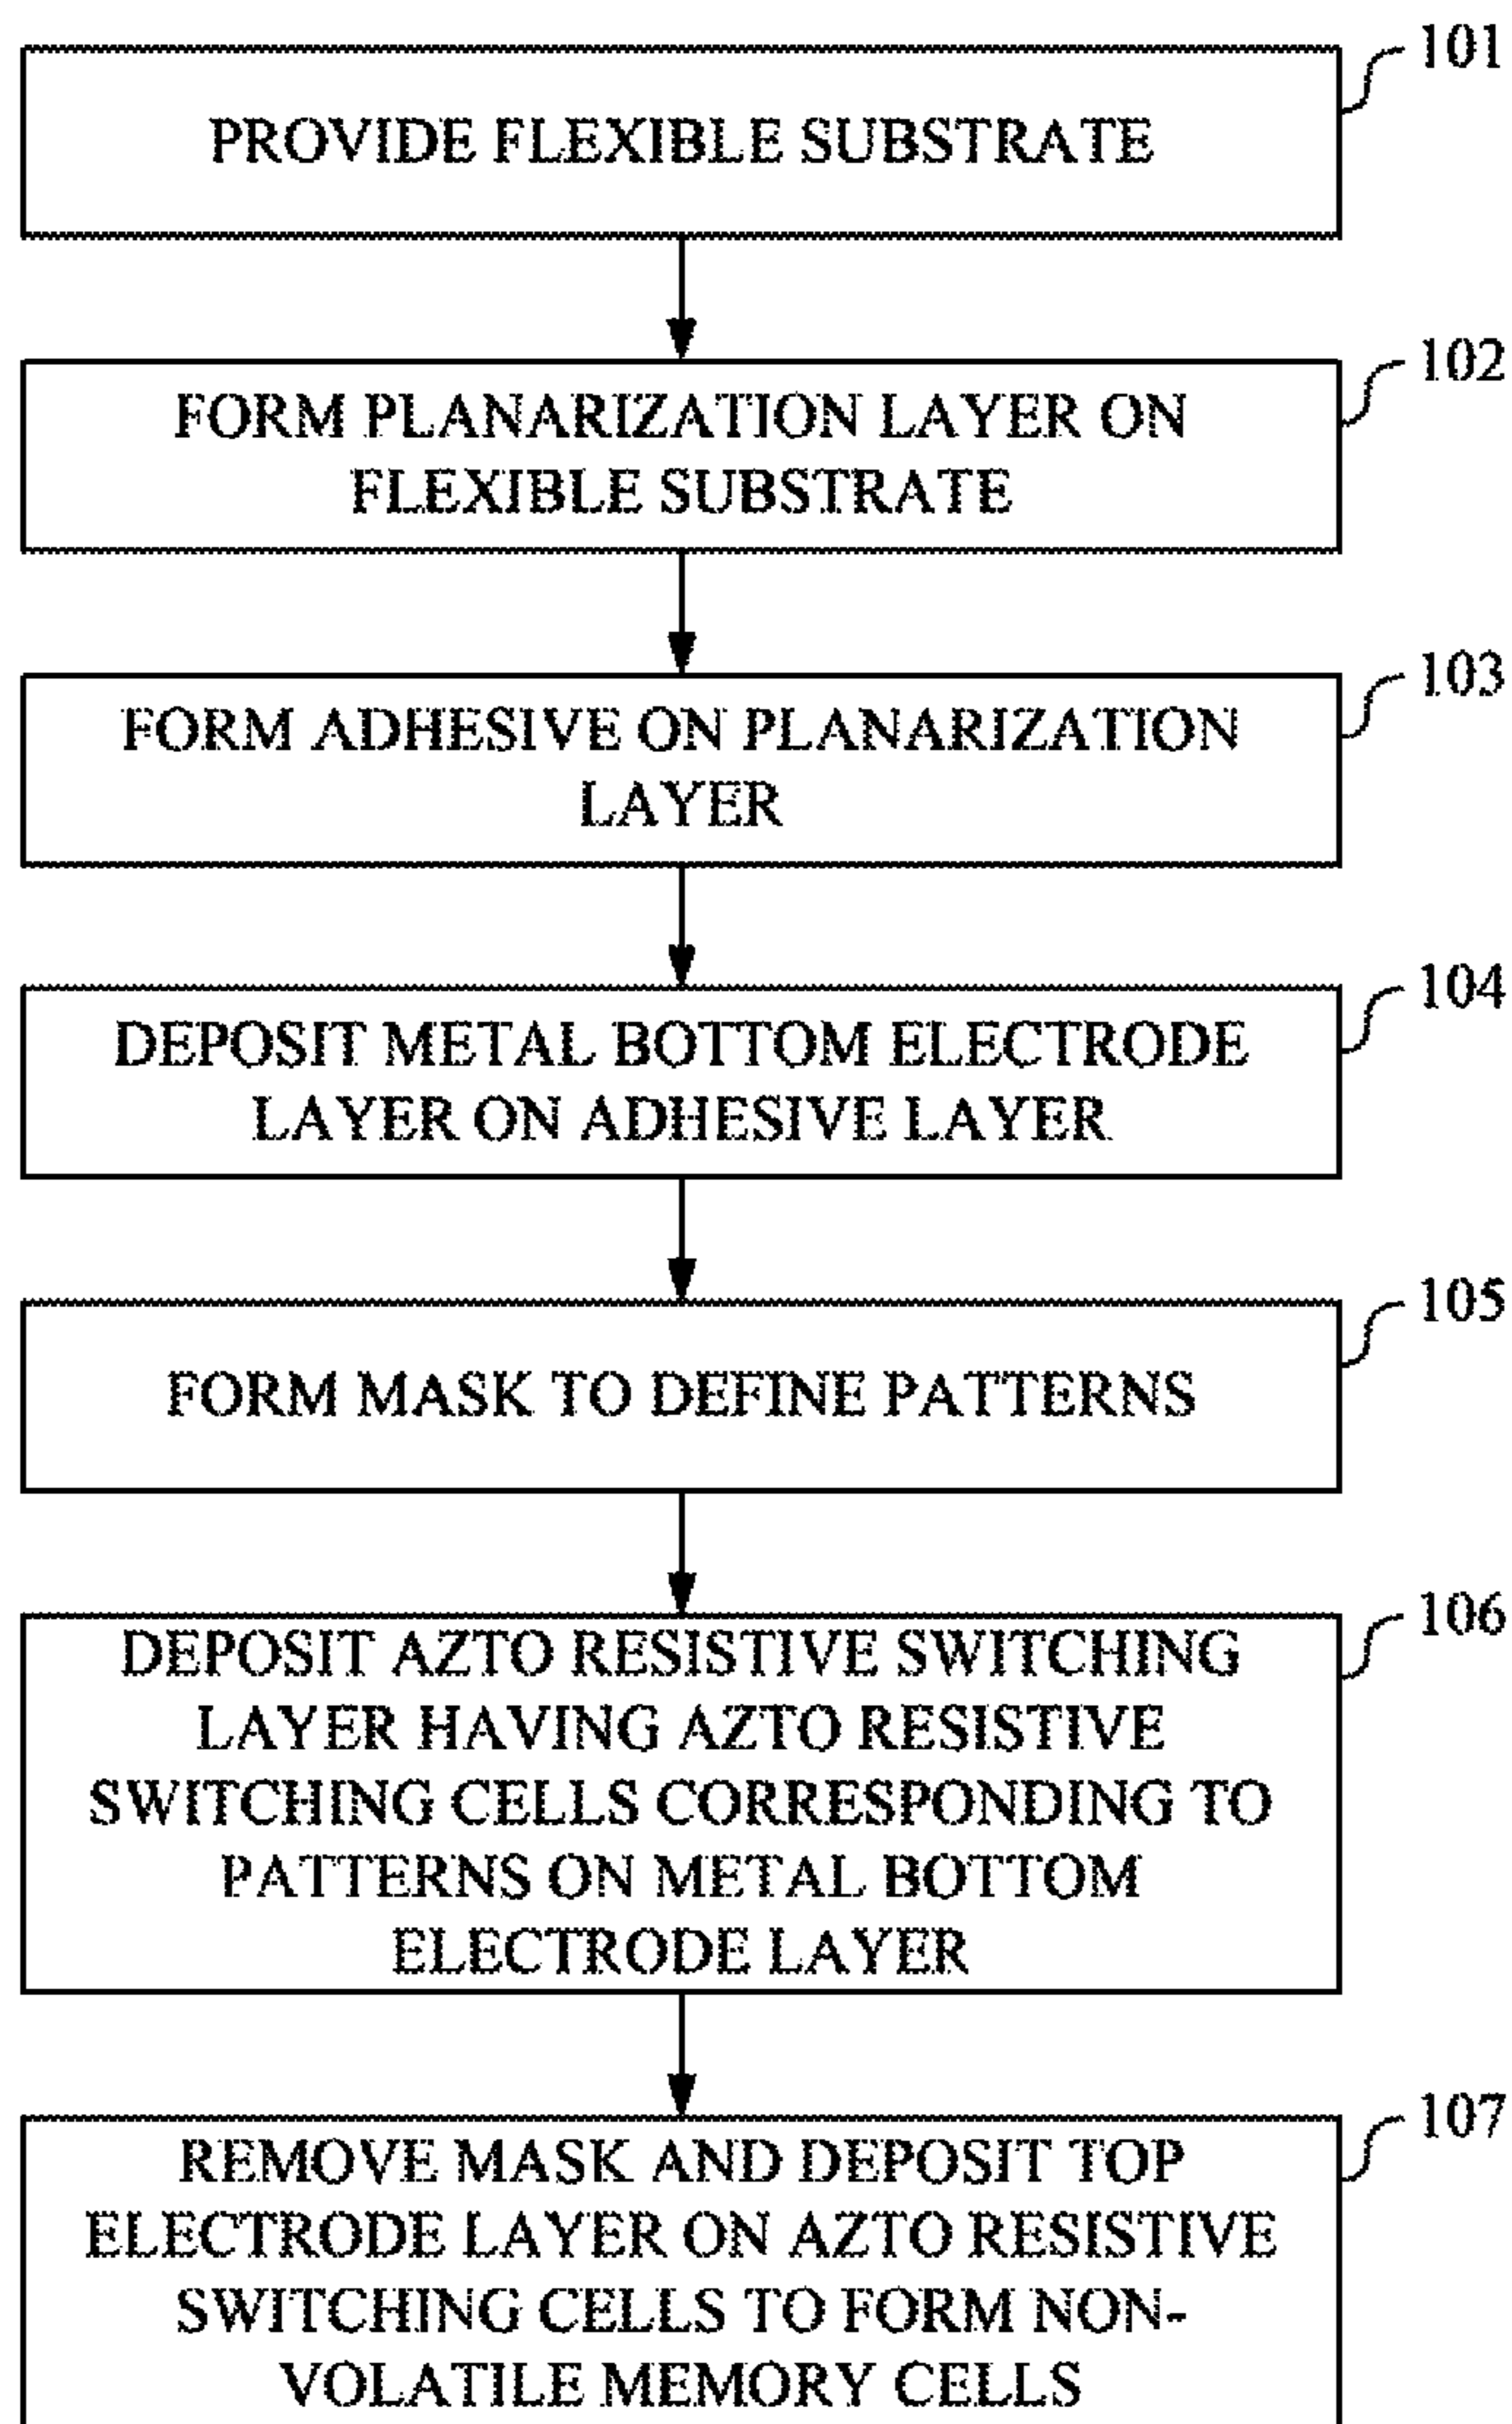 101
PROVIDE FLEXIBLE SUBSTRATE
102
FORM PLANARIZATION LAYER ON
FLEXIBLE SUBSTRATE
103
FORM ADHESIVE ON PLANARIZATION
LAYER
104
DEPOSIT METAL BOTTOM ELECTRODE
LAYER ON ADHESIVE LAYER
105
FORM MASK TO DEFINE PATTERNS
106
DEPOSIT AZTO RESISTIVE SWITCHING
LAYER HAVING AZTO RESISTIVE
SWITCHING CELLS CORRESPONDING TO
PATTERNS ON METAL BOTTOM
ELECTRODE LAYER
107
REMOVE MASK AND DEPOSIT TOP
ELECTRODE LAYER ON AZTO RESISTIVE
SWITCHING CELLS TO FORM NON-
VOLATILE MEMORY CELLS